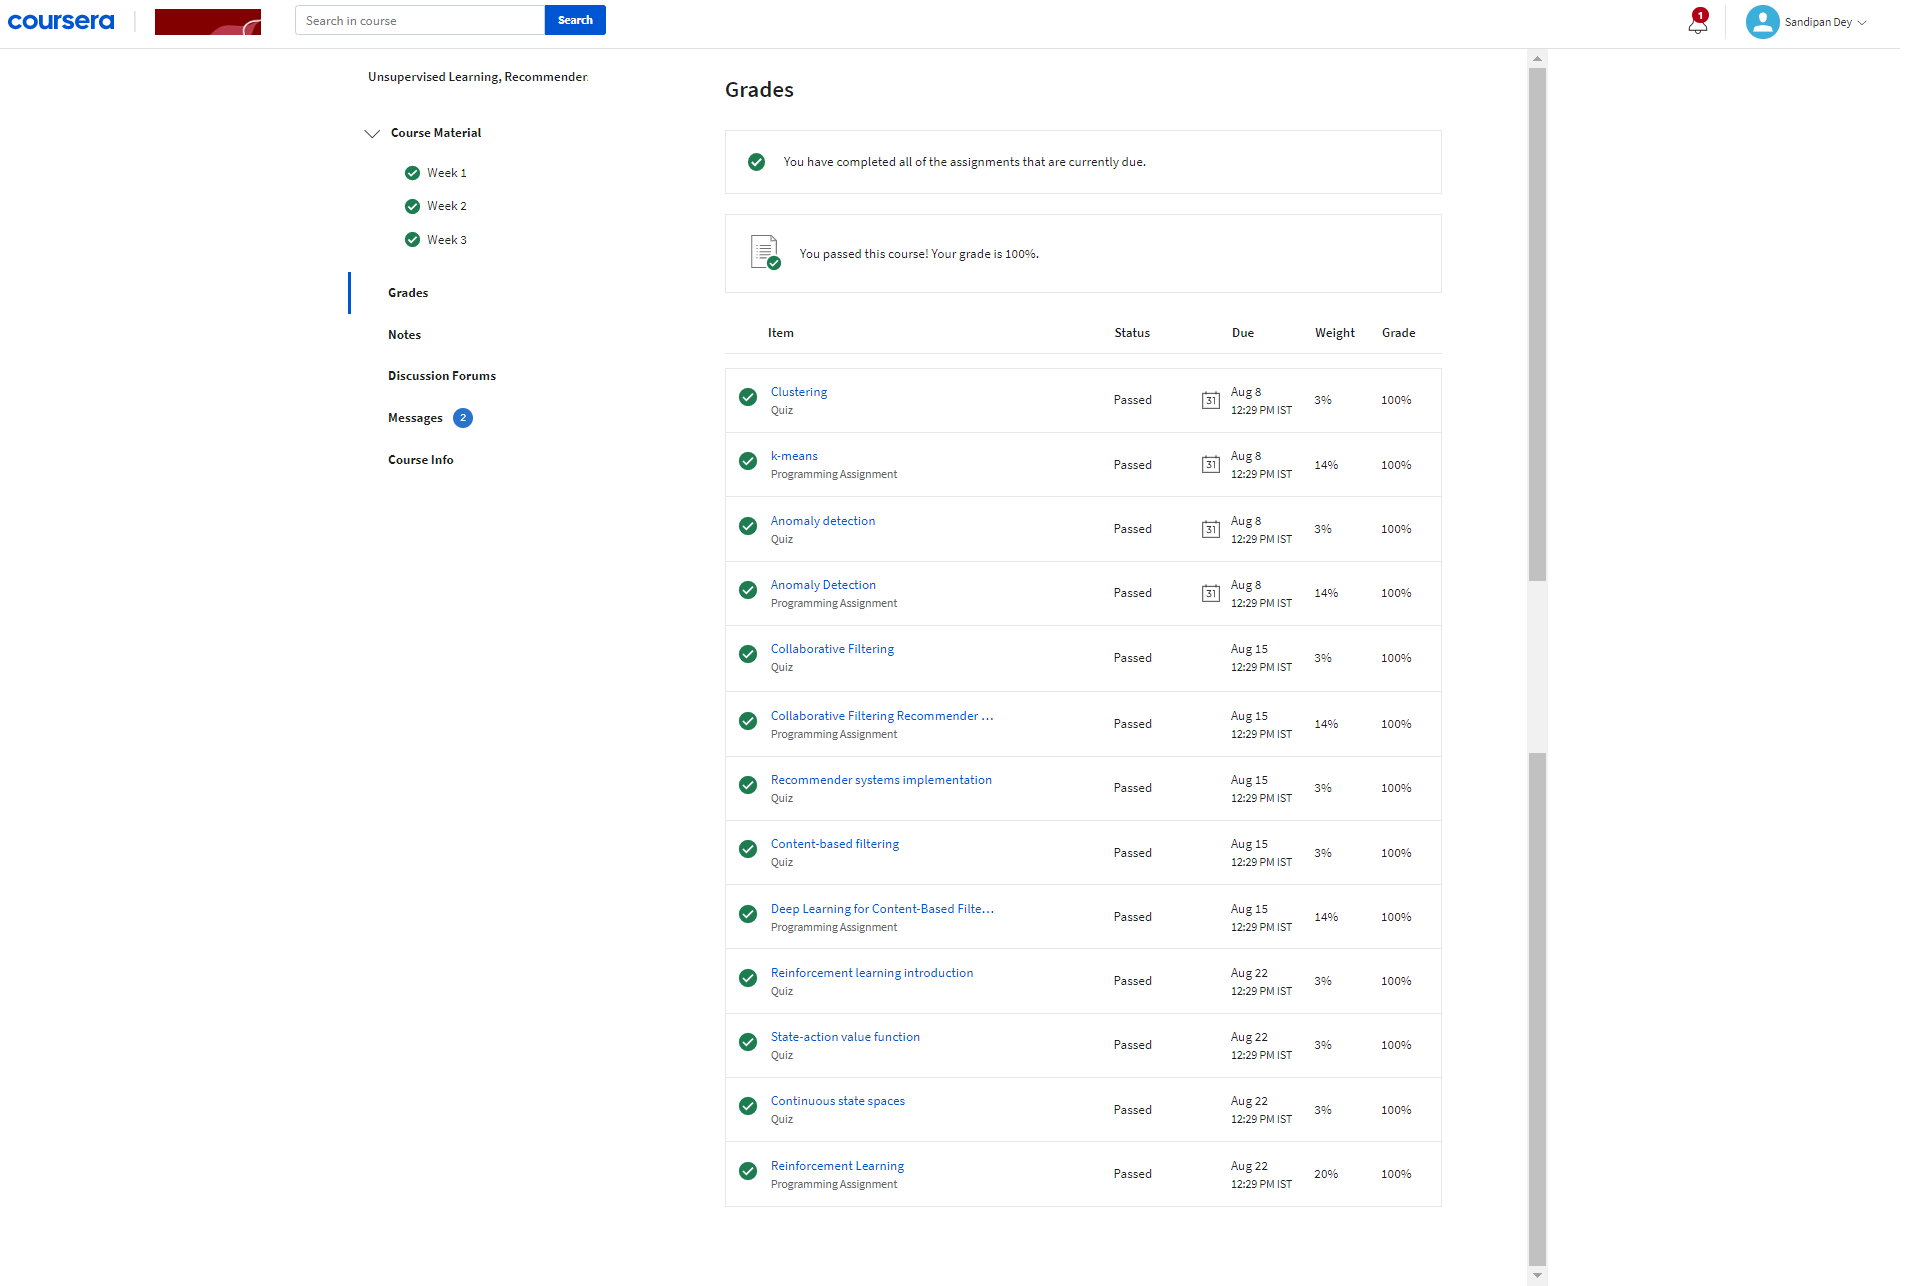 coursera
Search in course
Search
1
Sandipan Dey
Unsupervised Learning, Recommender
Course Material
Week 1
Week 2
Week 3
Grades
Notes
Discussion Forums
Messages 2
Course Info
Grades
You have completed all of the assignments that are currently due.
You passed this course! Your grade is 100%.
Item Status Due Weight Grade
Clustering
Quiz
Passed
31
Aug 8
12:29 PM IST
3%
100%
k-means
Programming Assignment
Passed
31
Aug 8
12:29 PM IST
14%
100%
Anomaly detection
Quiz
Passed
31
Aug 8
12:29 PM IST
3%
100%
Anomaly Detection
Programming Assignment
Passed
31
Aug 8
12:29 PM IST
14%
100%
Collaborative Filtering
Quiz
Passed
Aug 15
12:29 PM IST
3%
100%
Collaborative Filtering Recommender ...
Programming Assignment
Passed
Aug 15
12:29 PM IST
14%
100%
Recommender systems implementation
Quiz
Passed
Aug 15
12:29 PM IST
3%
100%
Content-based filtering
Quiz
Passed
Aug 15
12:29 PM IST
3%
100%
Deep Learning for Content-Based Filte...
Programming Assignment
Passed
Aug 15
12:29 PM IST
14%
100%
Reinforcement learning introduction
Quiz
Passed
Aug 22
12:29 PM IST
3%
100%
State-action value function
Quiz
Passed
Aug 22
12:29 PM IST
3%
100%
Continuous state spaces
Quiz
Passed
Aug 22
12:29 PM IST
3%
100%
Reinforcement Learning
Programming Assignment
Passed
Aug 22
12:29 PM IST
20%
100%